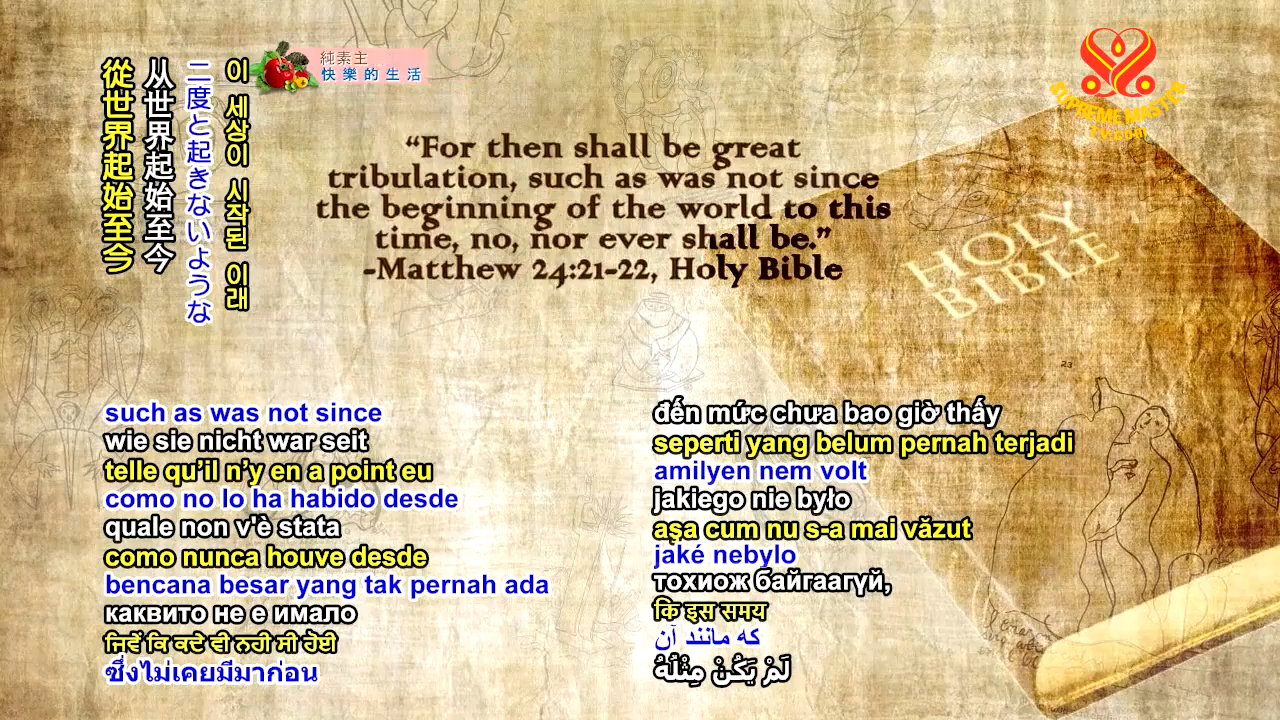 從世界起始至今
从世界起始至今
二度と起きないような
이 세상이 시작된 이래
純素主
快樂的生活
SUPREME MASTER
TV.com
“For then shall be great
tribulation, such as was not since
the beginning of the world to this
time, no, nor ever shall be.”
-Matthew 24:21-22, Holy Bible
HOLY
BIBLE
23
such as was not since
wie sie nicht war seit
telle qu’il n’y en a point eu
como no lo ha habido desde
quale non v'è stata
como nunca houve desde
bencana besar yang tak pernah ada
каквито не е имало
ਜਿਵੇਂ ਕਿ ਕਦੇ ਵੀ ਨਹੀ ਸੀ ਹੋਈ
ซึ่งไม่เคยมีมาก่อน
đến mức chưa bao giờ thấy
seperti yang belum pernah terjadi
amilyen nem volt
jakiego nie było
aşa cum nu s-a mai văzut
jaké nebylo
тохиож байгаагүй,
कि इस समय
که مانند آن
لَمْ يَكُنْ مِثْلُهُ